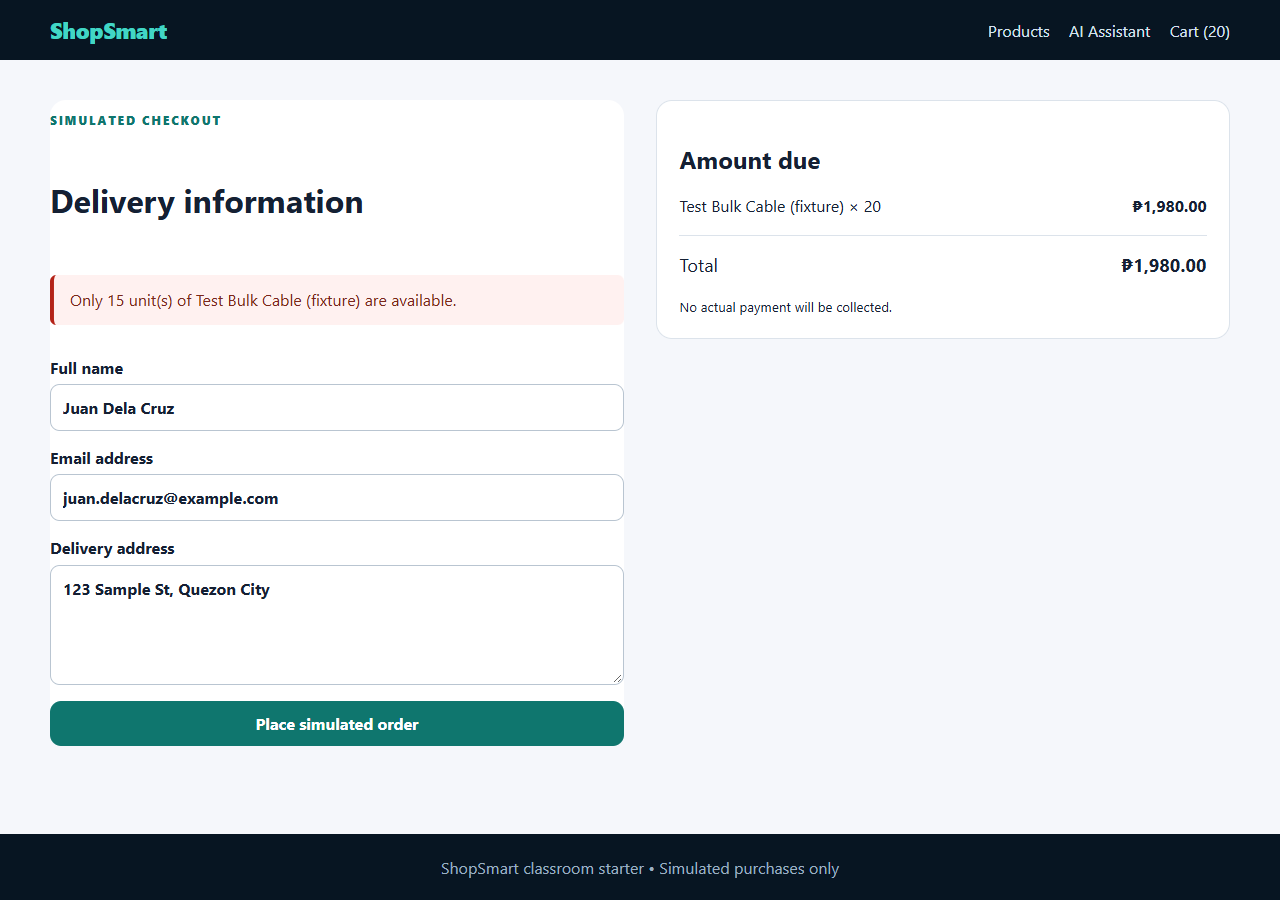 ShopSmart
Products AI Assistant Cart (20)
SIMULATED CHECKOUT
Delivery information
Only 15 unit(s) of Test Bulk Cable (fixture) are available.
Full name
Juan Dela Cruz
Email address
juan.delacruz@example.com
Delivery address
123 Sample St, Quezon City
Place simulated order
Amount due
Test Bulk Cable (fixture) × 20 ₱1,980.00
Total ₱1,980.00
No actual payment will be collected.
ShopSmart classroom starter • Simulated purchases only